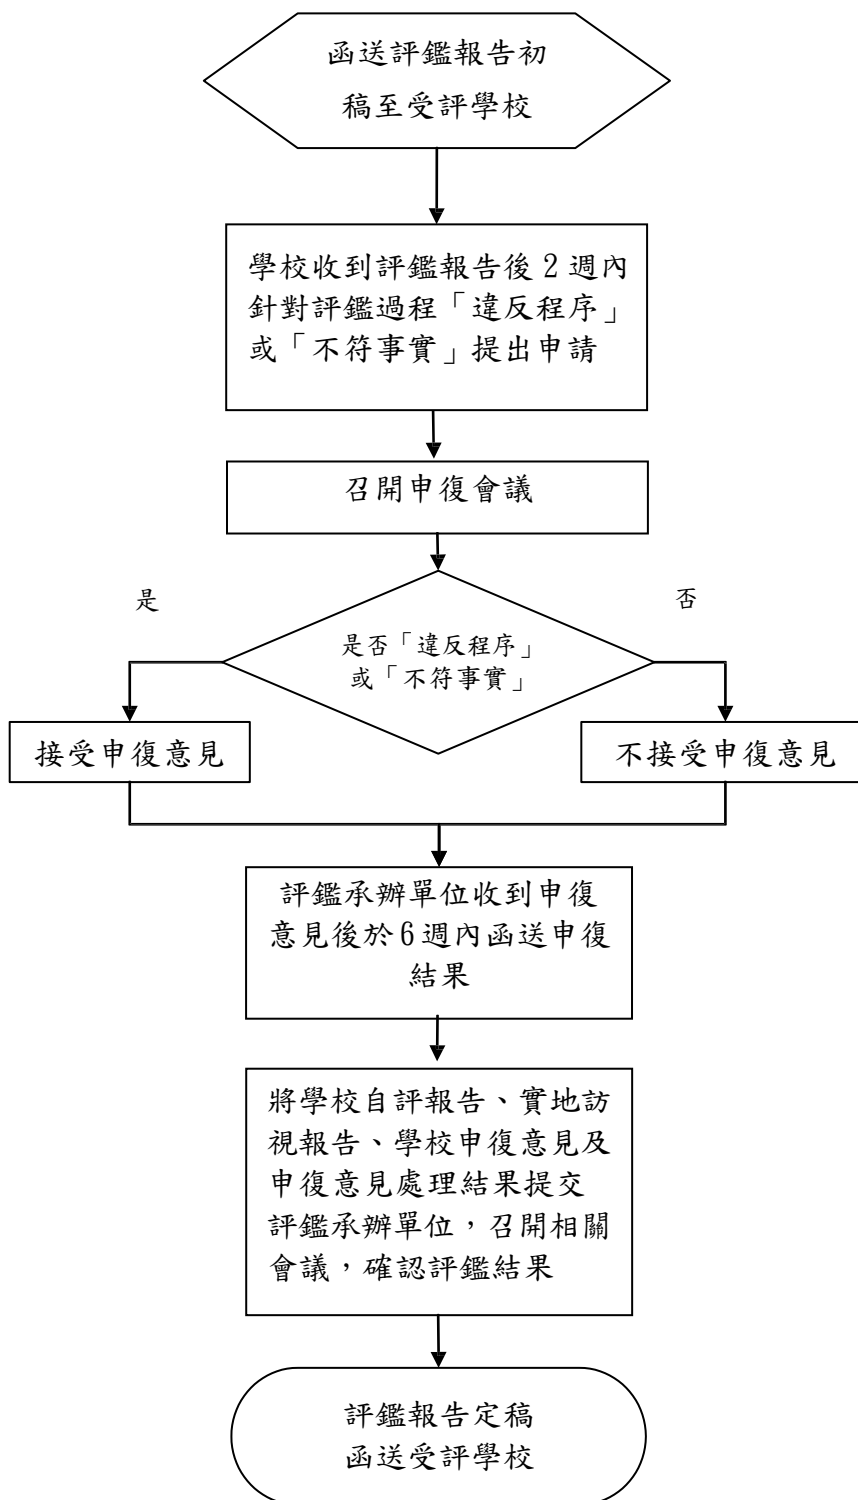 函送評鑑報告初
稿至受評學校
學校收到評鑑報告後 2 週內
針對評鑑過程「違反程序」
或「不符事實」提出申請
召開申復會議
是
否
是否「違反程序」
或「不符事實」
接受申復意見
不接受申復意見
評鑑承辦單位收到申復
意見後於6週內函送申復
結果
將學校自評報告、實地訪
視報告、學校申復意見及
申復意見處理結果提交
評鑑承辦單位，召開相關
會議，確認評鑑結果
評鑑報告定稿
函送受評學校